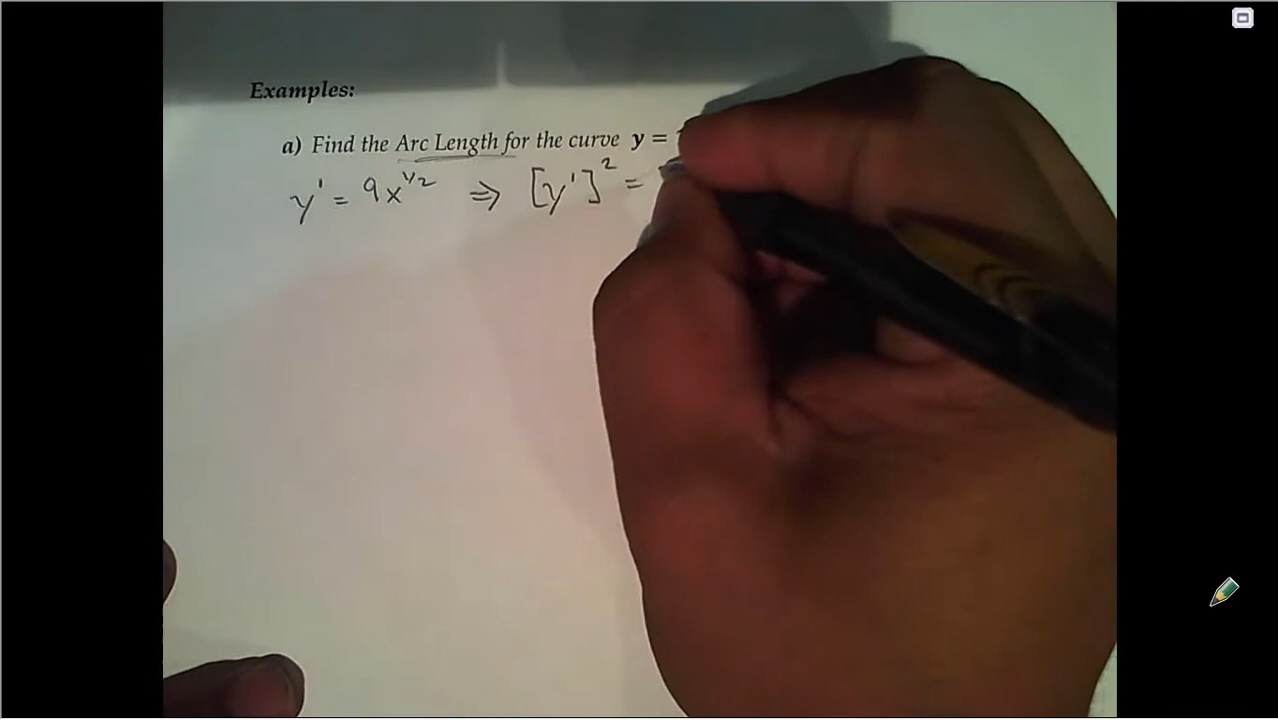 Examples:
a) Find the Arc Length for the curve y =
y' = 9x^{1/2} ⇒ [y']^2 =